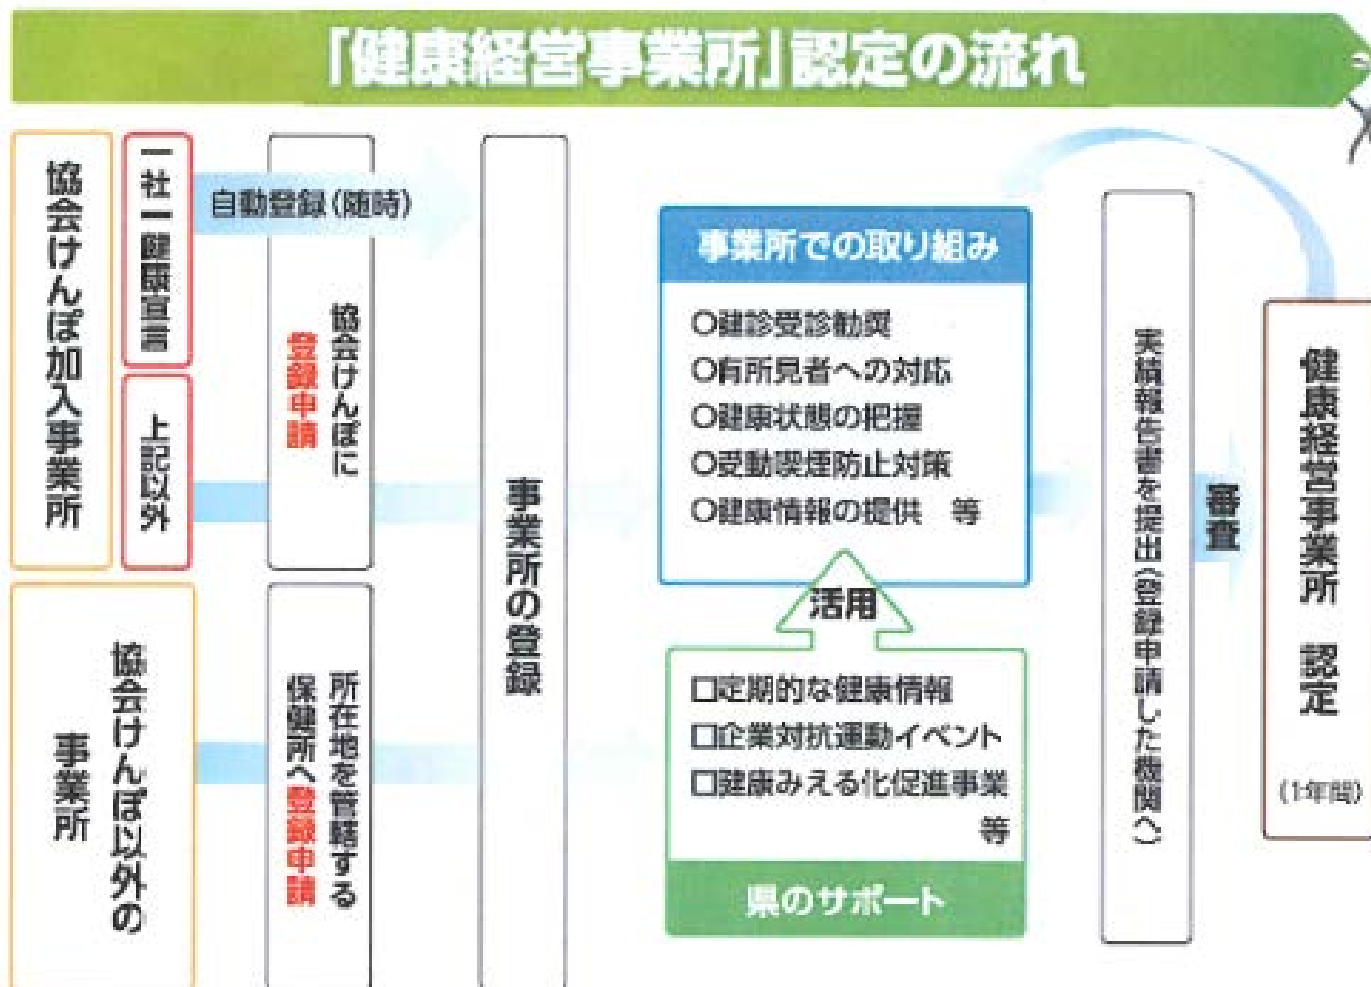 「健康経営事業所」認定の流れ
協会けんぽ加入事業所
一社一健康宣言
上記以外
自動登録(随時)
協会けんぽに
登録申請
協会けんぽ以外の
事業所
所在地を管轄する
保健所へ登録申請
事業所の登録
事業所での取り組み
○健診受診勧奨
○有所見者への対応
○健康状態の把握
○受動喫煙防止対策
○健康情報の提供 等
活用
□定期的な健康情報
□企業対抗運動イベント
□健康みえる化促進事業
等
県のサポート
実績報告書を提出(登録申請した機関へ)
審査
健康経営事業所 認定
(1年間)